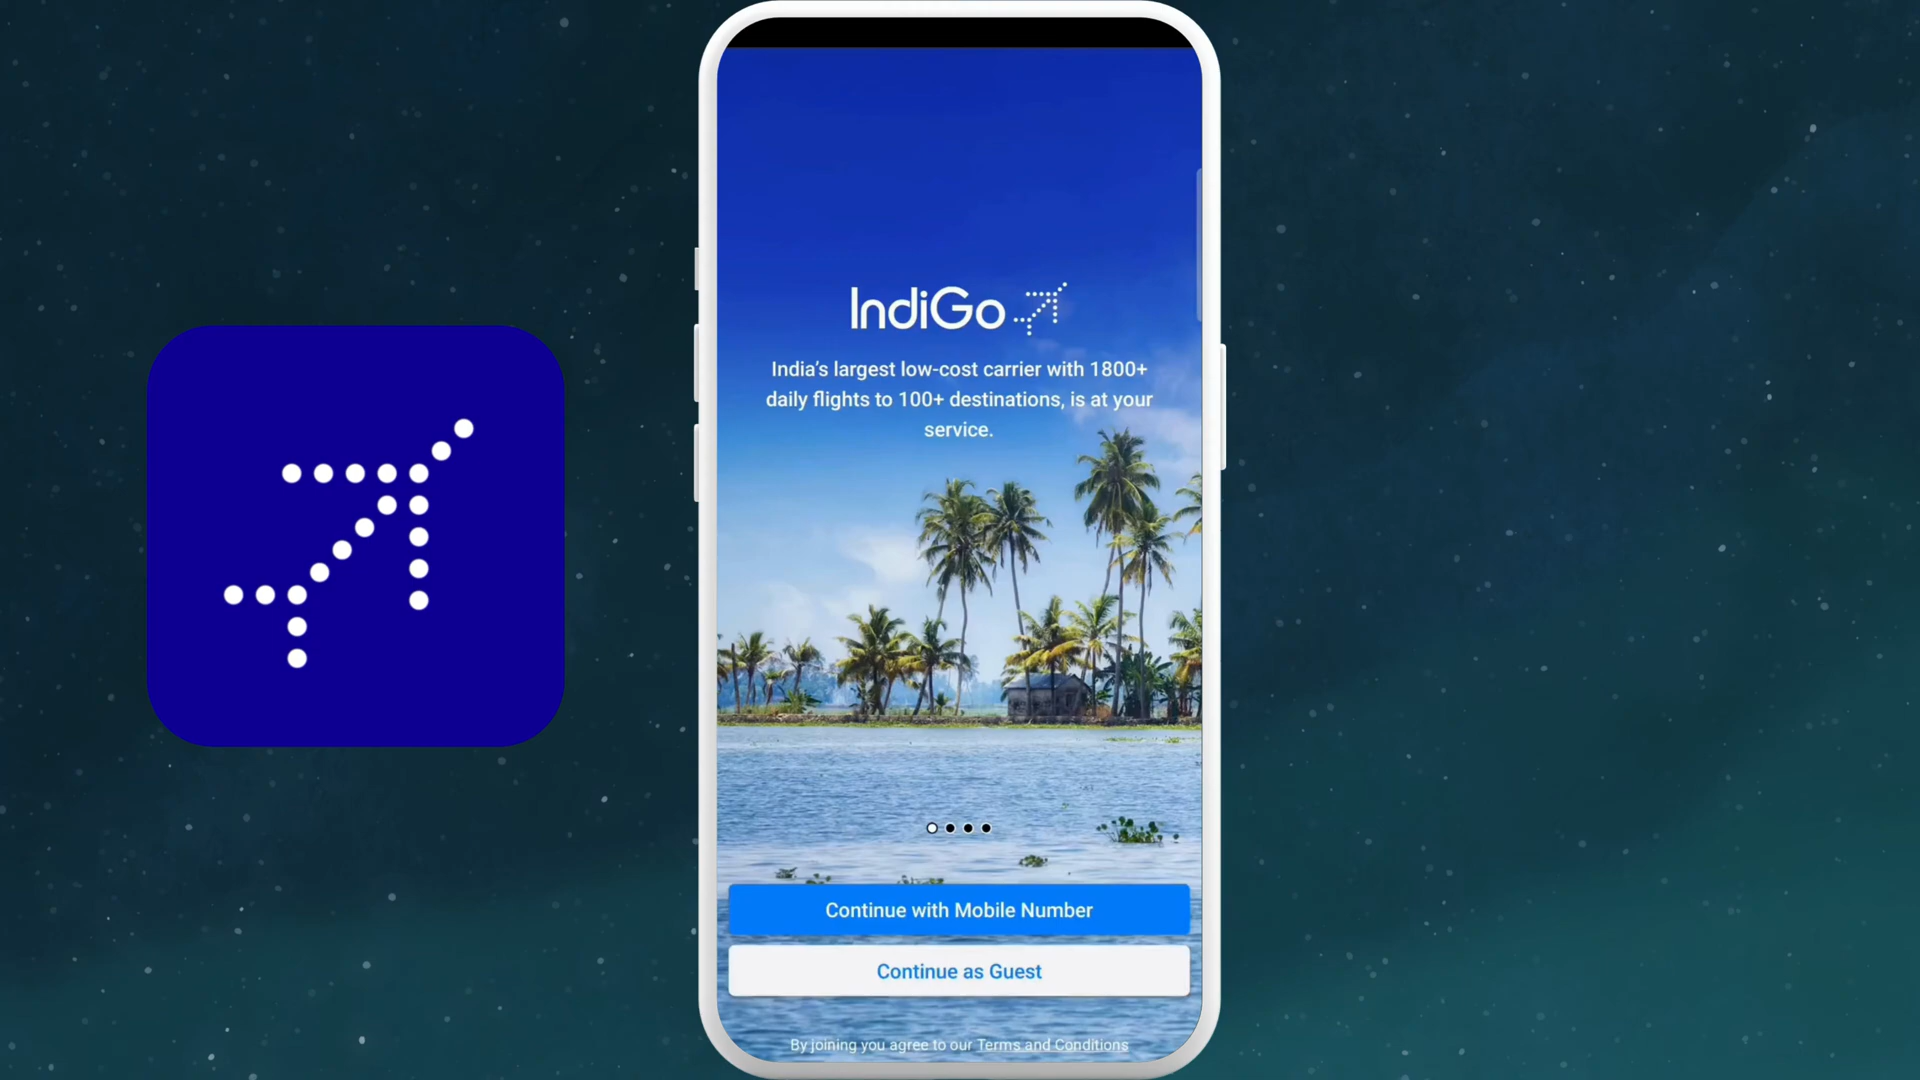 IndiGo
India’s largest low-cost carrier with 1800+
daily flights to 100+ destinations, is at your
service.
Continue with Mobile Number
Continue as Guest
By joining you agree to our Terms and Conditions